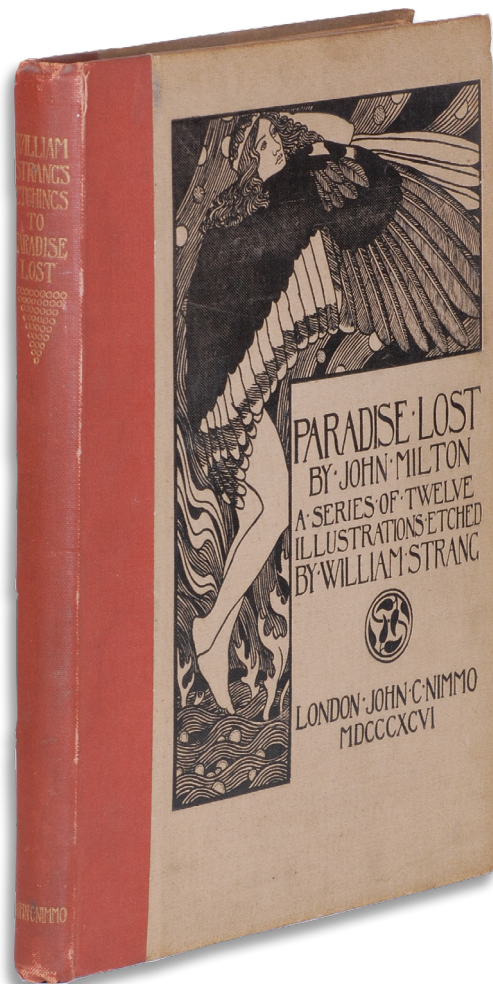 WILLIAM
STRANG'S
ETCHINGS
TO
PARADISE
LOST
JOHN C NIMMO
PARADISE·LOST
BY·JOHN·MILTON
A·SERIES·OF·TWELVE
ILLUSTRATIONS·ETCHED
BY·WILLIAM·STRANG
LONDON·JOHN·C·NIMMO
MDCCCXCVI